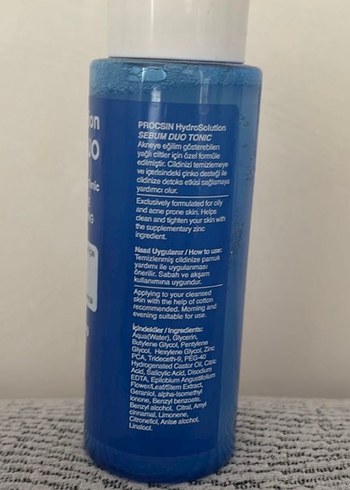 PROCSIN HydroSolution
SEBUM DUO TONIC
Akneye eğilim gösterebilen
yağlı ciltler için özel formüle
edilmiştir. Cildinizi temizlemeye
ve içerisindeki çinko desteği ile
cildinize detoks etkisi sağlamaya
yardımcı olur.
Exclusively formulated for oily
and acne prone skin. Helps
clean and tighten your skin with
the supplementary zinc
ingredient.
Nasıl Uygulanır / How to use:
Temizlenmiş cildinize pamuk
yardımı ile uygulanması
önerilir. Sabah ve akşam
kullanımına uygundur.
Applying to your cleansed
skin with the help of cotton
recommended. Morning and
evening suitable for use.
İçindekiler / Ingredients:
Aqua(Water), Glycerin,
Butylene Glycol, Pentylene
Glycol, Hexylene Glycol, Zinc
PCA, Trideceth-9, PEG-40
Hydrogenated Castor Oil, Citric
Acid, Salicylic Acid, Disodium
EDTA, Epilobium Angustifolium
Flower/Leaf/Stem Extract,
Geraniol, alpha-Isomethyl
ionone, Benzyl benzoate,
Benzyl alcohol, Citral, Amyl
cinnamal, Limonene,
Citronellol, Anise alcohol,
Linalool.